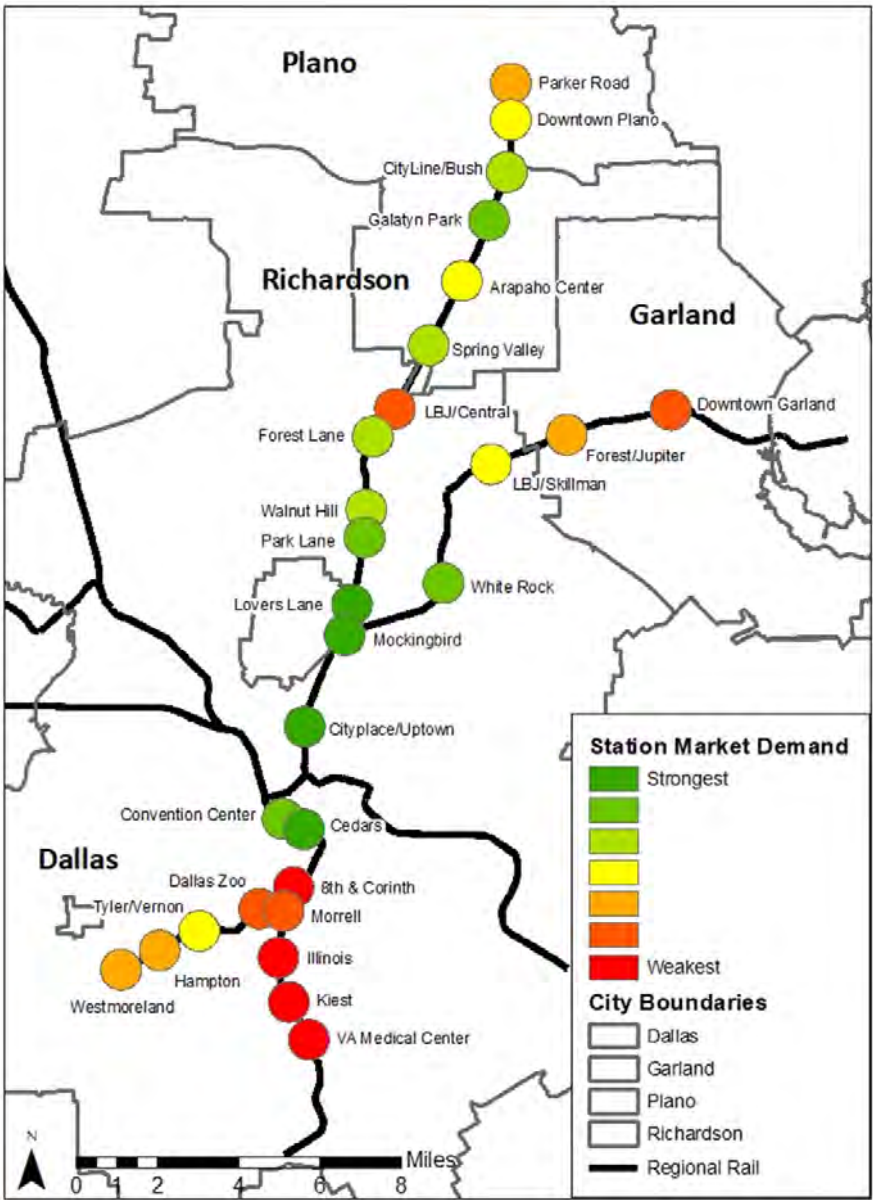 Plano
Parker Road
Downtown Plano
CityLine/Bush
Galatyn Park
Richardson
Arapaho Center
Garland
Spring Valley
Downtown Garland
LBJ/Central
Forest Lane
Forest/Jupiter
LBJ/Skillman
Walnut Hill
Park Lane
White Rock
Lovers Lane
Mockingbird
Cityplace/Uptown
Convention Center
Cedars
Dallas
Dallas Zoo
8th & Corinth
Tyler/Vernon
Morrell
Illinois
Hampton
Westmoreland
Kiest
VA Medical Center
Station Market Demand
Strongest
Weakest
City Boundaries
Dallas
Garland
Plano
Richardson
Regional Rail
N
Miles
0 1 2 4 6 8